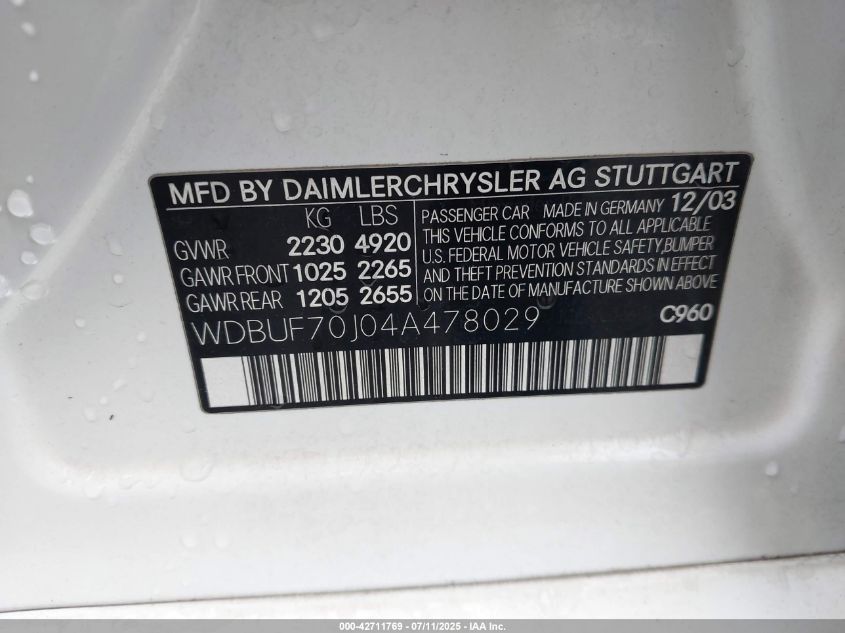 MFD BY DAIMLERCHRYSLER AG STUTTGART
KG LBS
GVWR 2230 4920
GAWR FRONT 1025 2265
GAWR REAR 1205 2655
PASSENGER CAR MADE IN GERMANY 12/03
THIS VEHICLE CONFORMS TO ALL APPLICABLE
U.S. FEDERAL MOTOR VEHICLE SAFETY,BUMPER
AND THEFT PREVENTION STANDARDS IN EFFECT
ON THE DATE OF MANUFACTURE SHOWN ABOVE
WDBUF70J04A478029 C960
000-42711769 - 07/11/2025 - IAA Inc.